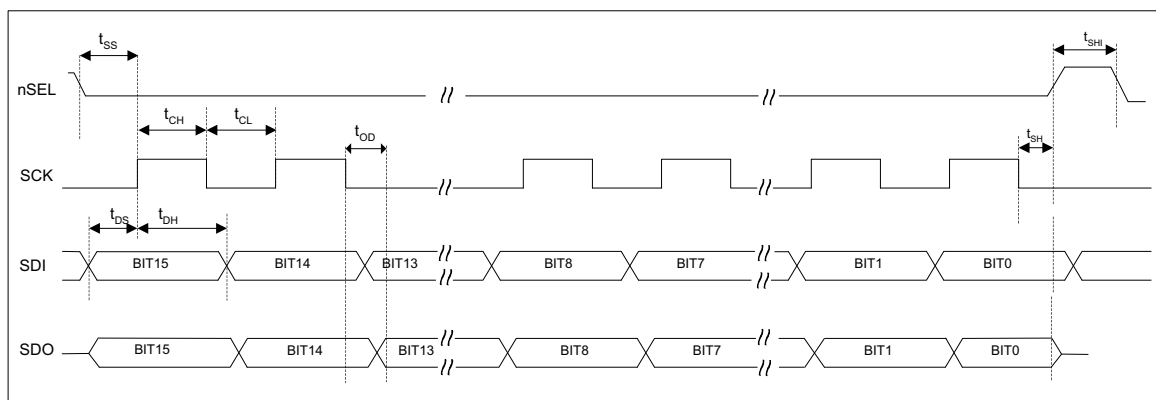 tSS
tSHI
nSEL
tCH tCL
tOD
tSH
SCK
tDS tDH
SDI BIT15 BIT14 BIT13 BIT8 BIT7 BIT1 BIT0
SDO BIT15 BIT14 BIT13 BIT8 BIT7 BIT1 BIT0